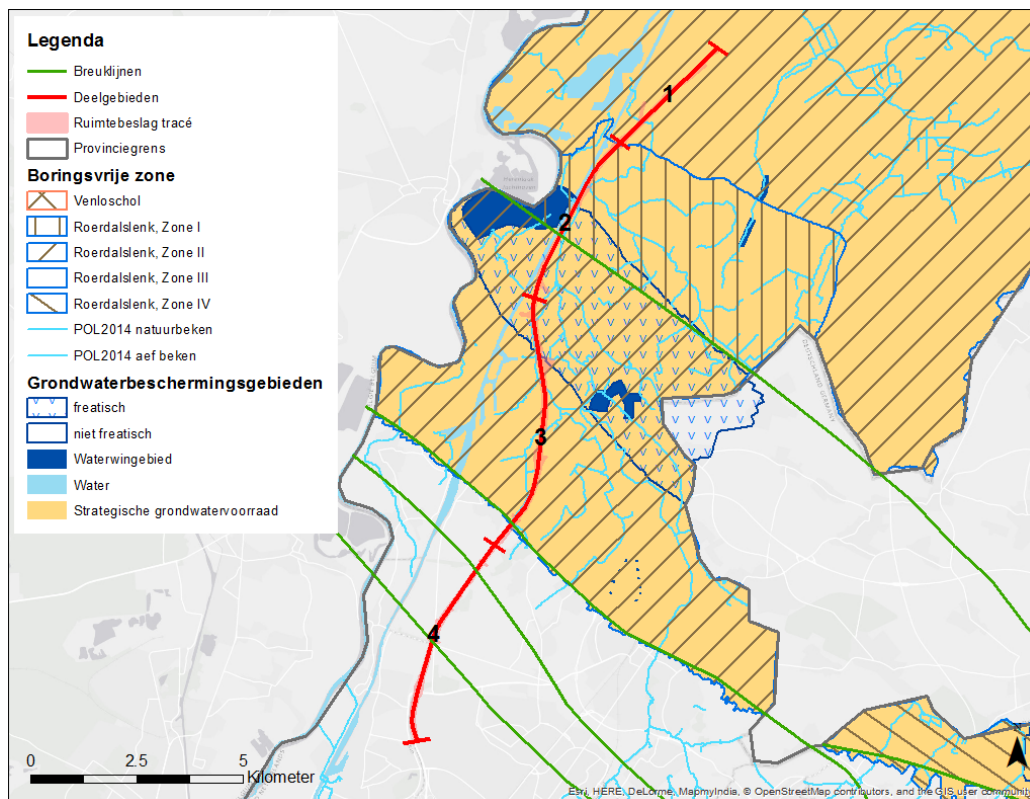 Legenda
Breuklijnen
Deelgebieden
Ruimtebeslag tracé
Provinciegrens
Boringsvrije zone
Venloschol
Roerdalslenk, Zone I
Roerdalslenk, Zone II
Roerdalslenk, Zone III
Roerdalslenk, Zone IV
POL2014 natuurbeken
POL2014 aef beken
Grondwaterbeschermingsgebieden
freatisch
niet freatisch
Waterwingebied
Water
Strategische grondwatervoorraad
1
2
3
4
DEUTSCHLAND GERMANY
0 2.5 5
Kilometer
Esri, HERE, DeLorme, MapmyIndia, © OpenStreetMap contributors, and the GIS user community